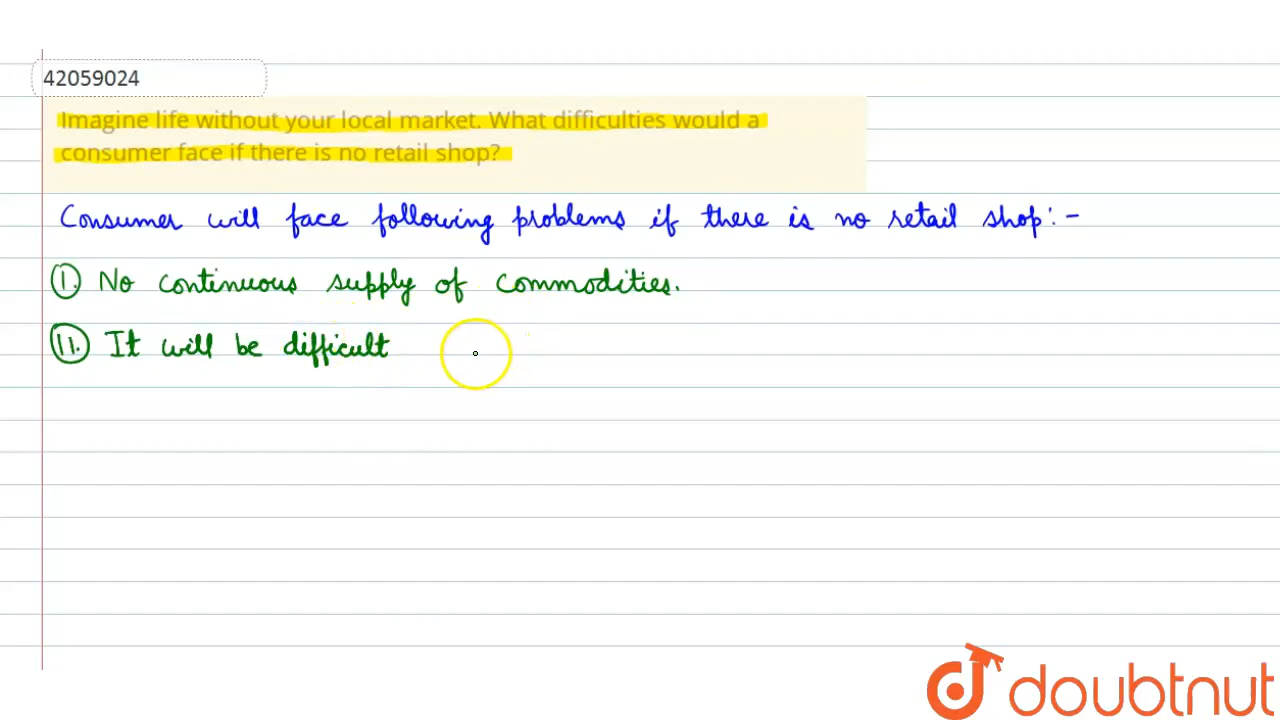 42059024
Imagine life without your local market. What difficulties would a
consumer face if there is no retail shop?
Consumer will face following problems if there is no retail shop:-
I. No continuous supply of commodities.
II. It will be difficult
doubtnut